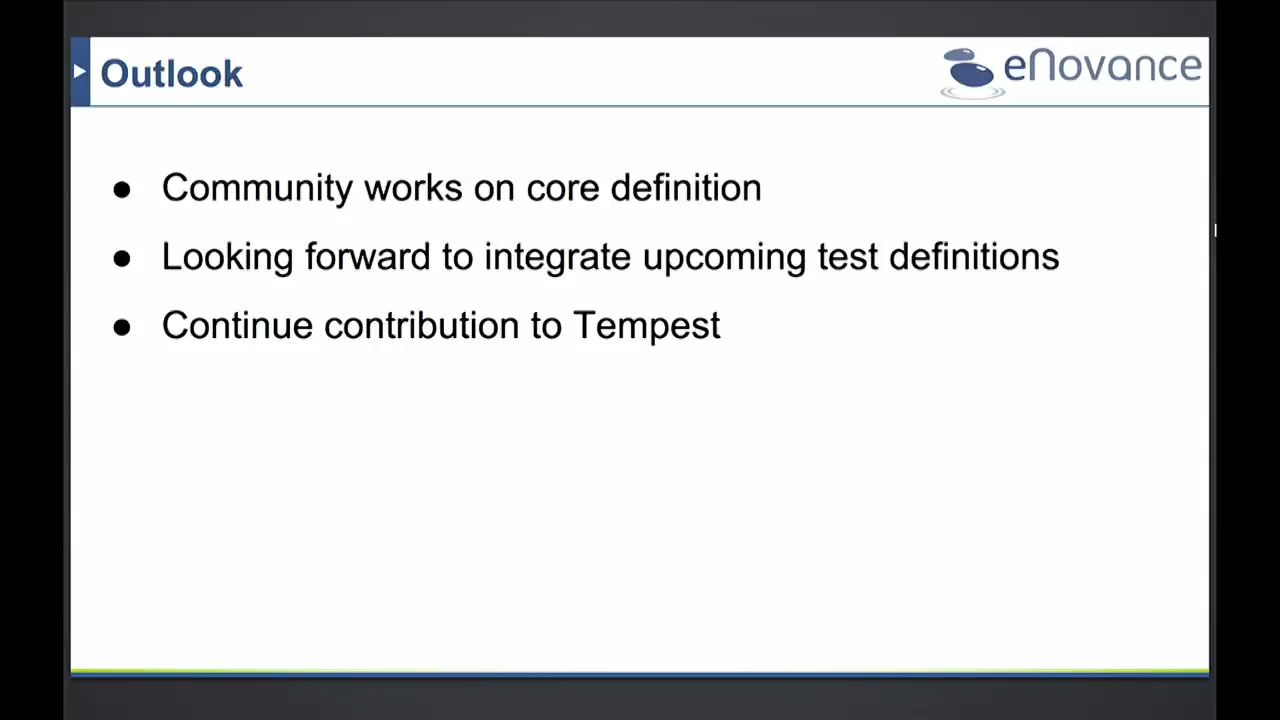 Outlook
eNovance
● Community works on core definition
● Looking forward to integrate upcoming test definitions
● Continue contribution to Tempest